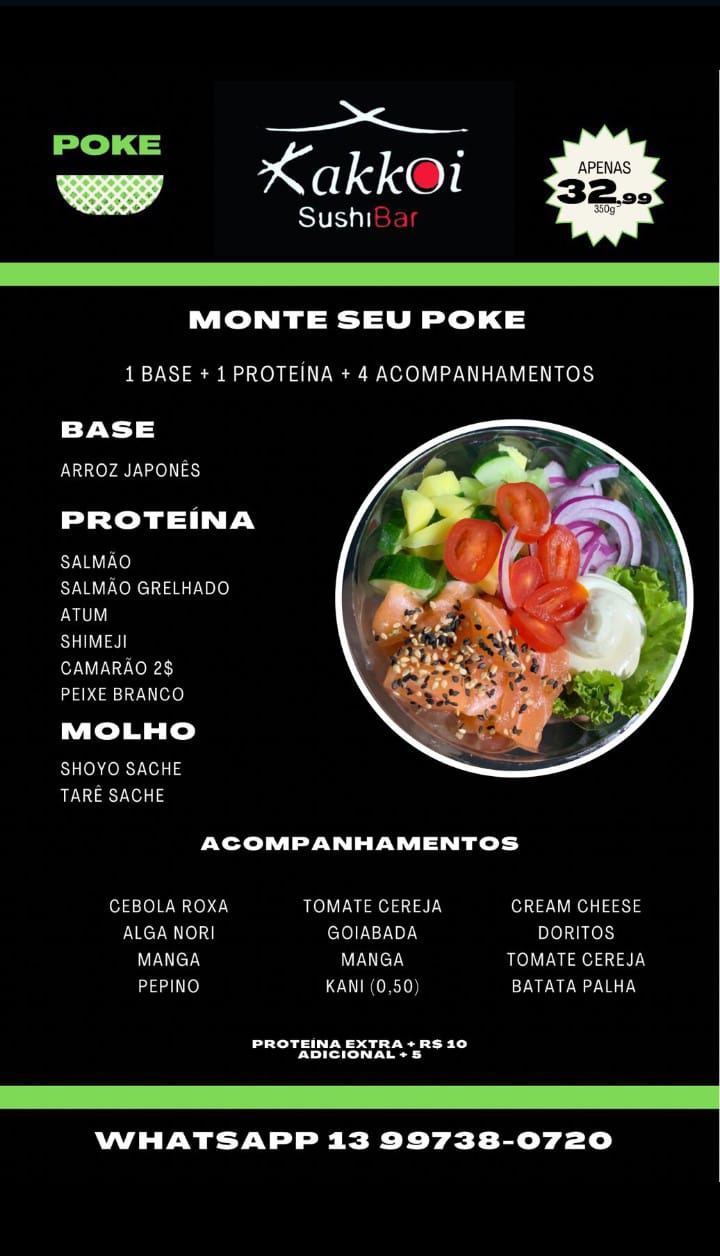 POKE
Kakkoi
SushiBar
APENAS
32,99
350g
MONTE SEU POKE
1 BASE + 1 PROTEÍNA + 4 ACOMPANHAMENTOS
BASE
ARROZ JAPONÊS
PROTEÍNA
SALMÃO
SALMÃO GRELHADO
ATUM
SHIMEJI
CAMARÃO 2$
PEIXE BRANCO
MOLHO
SHOYO SACHE
TARÊ SACHE
ACOMPANHAMENTOS
CEBOLA ROXA
ALGA NORI
MANGA
PEPINO
TOMATE CEREJA
GOIABADA
MANGA
KANI (0,50)
CREAM CHEESE
DORITOS
TOMATE CEREJA
BATATA PALHA
PROTEÍNA EXTRA + R$ 10
ADICIONAL + 5
WHATSAPP 13 99738-0720